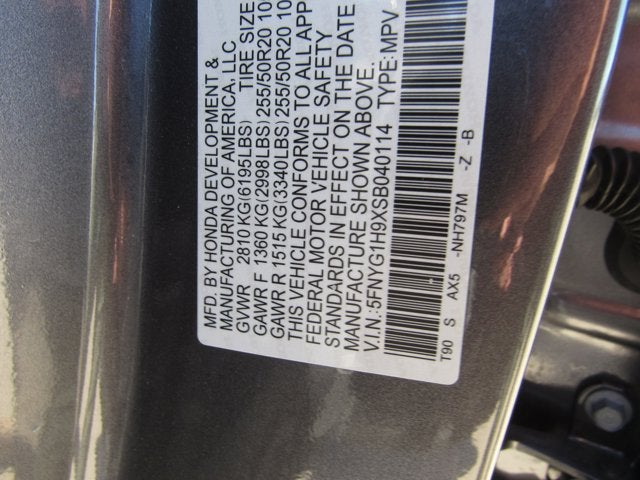 MFD. BY HONDA DEVELOPMENT &
MANUFACTURING OF AMERICA, LLC
GVWR 2810 KG(6195LBS) TIRE SIZE
GAWR F 1360 KG(2998LBS) 255/50R20 10
GAWR R 1515 KG(3340LBS) 255/50R20 10
THIS VEHICLE CONFORMS TO ALL APP
FEDERAL MOTOR VEHICLE SAFETY
STANDARDS IN EFFECT ON THE DATE
MANUFACTURE SHOWN ABOVE.
V.I.N.:5FNYG1H9XSB040114 TYPE:MPV
T90 S AX5 -NH797M -Z -B